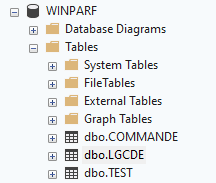 WINPARF
Database Diagrams
Tables
System Tables
FileTables
External Tables
Graph Tables
dbo.COMMANDE
dbo.LGCDE
dbo.TEST